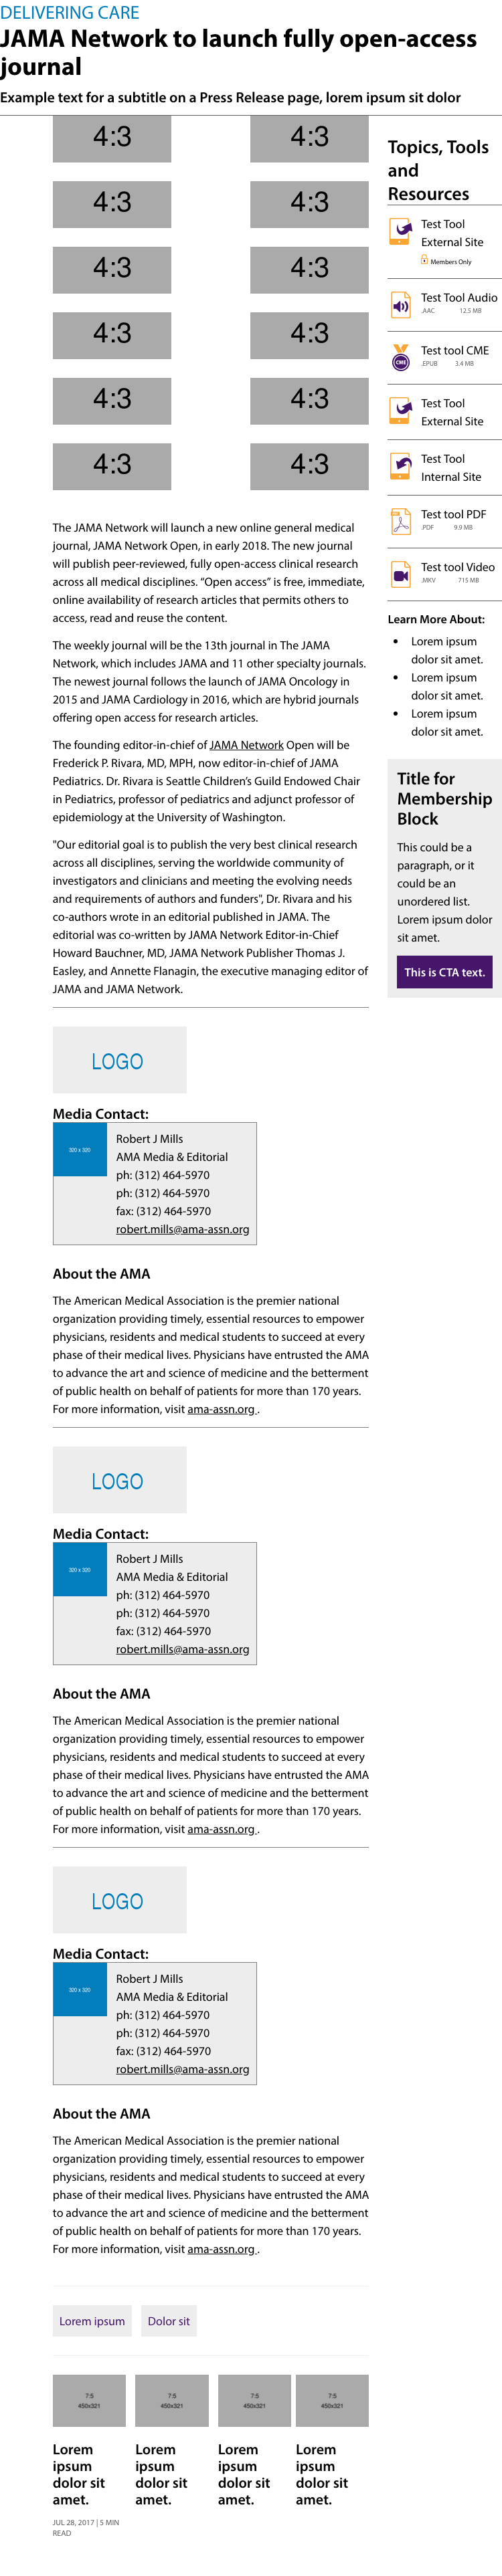 DELIVERING CARE
JAMA Network to launch fully open-access
journal
Example text for a subtitle on a Press Release page, lorem ipsum sit dolor
4:3 4:3
4:3 4:3
4:3 4:3
4:3 4:3
4:3 4:3
4:3 4:3
The JAMA Network will launch a new online general medical
journal, JAMA Network Open, in early 2018. The new journal
will publish peer-reviewed, fully open-access clinical research
across all medical disciplines. “Open access” is free, immediate,
online availability of research articles that permits others to
access, read and reuse the content.
The weekly journal will be the 13th journal in The JAMA
Network, which includes JAMA and 11 other specialty journals.
The newest journal follows the launch of JAMA Oncology in
2015 and JAMA Cardiology in 2016, which are hybrid journals
offering open access for research articles.
The founding editor-in-chief of JAMA Network Open will be
Frederick P. Rivara, MD, MPH, now editor-in-chief of JAMA
Pediatrics. Dr. Rivara is Seattle Children’s Guild Endowed Chair
in Pediatrics, professor of pediatrics and adjunct professor of
epidemiology at the University of Washington.
"Our editorial goal is to publish the very best clinical research
across all disciplines, serving the worldwide community of
investigators and clinicians and meeting the evolving needs
and requirements of authors and funders", Dr. Rivara and his
co-authors wrote in an editorial published in JAMA. The
editorial was co-written by JAMA Network Editor-in-Chief
Howard Bauchner, MD, JAMA Network Publisher Thomas J.
Easley, and Annette Flanagin, the executive managing editor of
JAMA and JAMA Network.
LOGO
Media Contact:
320 x 320
Robert J Mills
AMA Media & Editorial
ph: (312) 464-5970
ph: (312) 464-5970
fax: (312) 464-5970
robert.mills@ama-assn.org
About the AMA
The American Medical Association is the premier national
organization providing timely, essential resources to empower
physicians, residents and medical students to succeed at every
phase of their medical lives. Physicians have entrusted the AMA
to advance the art and science of medicine and the betterment
of public health on behalf of patients for more than 170 years.
For more information, visit ama-assn.org .
LOGO
Media Contact:
320 x 320
Robert J Mills
AMA Media & Editorial
ph: (312) 464-5970
ph: (312) 464-5970
fax: (312) 464-5970
robert.mills@ama-assn.org
About the AMA
The American Medical Association is the premier national
organization providing timely, essential resources to empower
physicians, residents and medical students to succeed at every
phase of their medical lives. Physicians have entrusted the AMA
to advance the art and science of medicine and the betterment
of public health on behalf of patients for more than 170 years.
For more information, visit ama-assn.org .
LOGO
Media Contact:
320 x 320
Robert J Mills
AMA Media & Editorial
ph: (312) 464-5970
ph: (312) 464-5970
fax: (312) 464-5970
robert.mills@ama-assn.org
About the AMA
The American Medical Association is the premier national
organization providing timely, essential resources to empower
physicians, residents and medical students to succeed at every
phase of their medical lives. Physicians have entrusted the AMA
to advance the art and science of medicine and the betterment
of public health on behalf of patients for more than 170 years.
For more information, visit ama-assn.org .
Lorem ipsum Dolor sit
7:5 7:5 7:5 7:5
450x321 450x321 450x321 450x321
Lorem Lorem Lorem Lorem
ipsum ipsum ipsum ipsum
dolor sit dolor sit dolor sit dolor sit
amet. amet. amet. amet.
JUL 28, 2017 | 5 MIN
READ
Topics, Tools
and
Resources
Test Tool
External Site
Members Only
Test Tool Audio
.AAC 12.5 MB
CME
Test tool CME
.EPUB 3.4 MB
Test Tool
External Site
Test Tool
Internal Site
Test tool PDF
.PDF 9.9 MB
Test tool Video
.MKV 715 MB
Learn More About:
• Lorem ipsum
dolor sit amet.
• Lorem ipsum
dolor sit amet.
• Lorem ipsum
dolor sit amet.
Title for
Membership
Block
This could be a
paragraph, or it
could be an
unordered list.
Lorem ipsum dolor
sit amet.
This is CTA text.